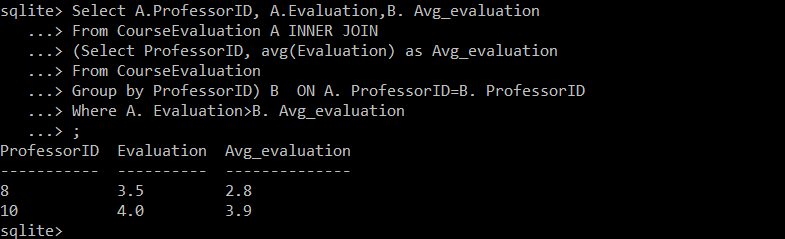 sqlite> Select A.ProfessorID, A.Evaluation,B. Avg_evaluation
...> From CourseEvaluation A INNER JOIN
...> (Select ProfessorID, avg(Evaluation) as Avg_evaluation
...> From CourseEvaluation
...> Group by ProfessorID) B  ON A. ProfessorID=B. ProfessorID
...> Where A. Evaluation>B. Avg_evaluation
...> ;
ProfessorID  Evaluation  Avg_evaluation
-----------  ----------  --------------
8            3.5         2.8
10           4.0         3.9
sqlite>